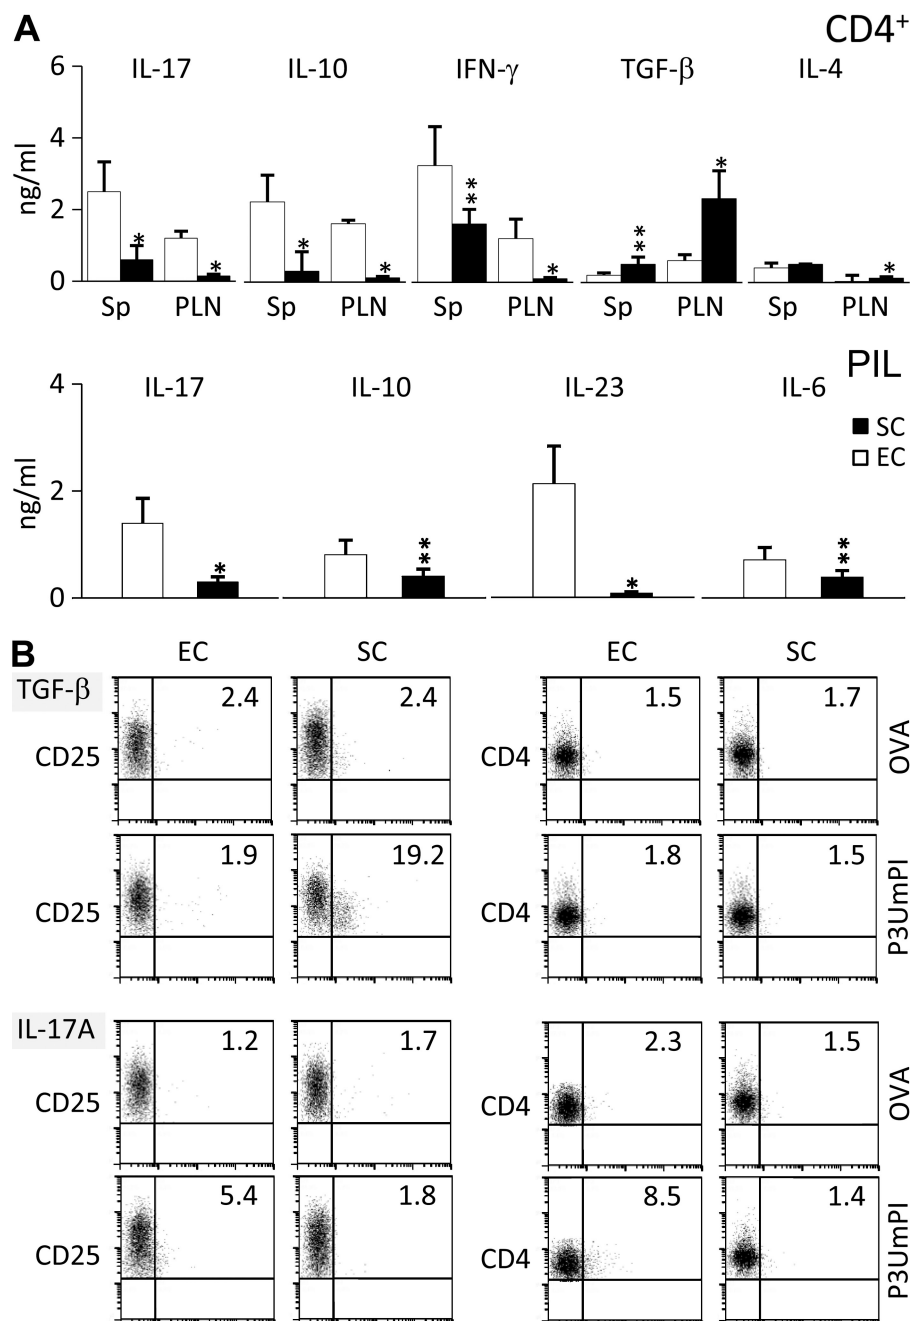 A
CD4+
IL-17 IL-10 IFN-γ TGF-β IL-4
6
4
2
0
ng/ml
* * * * ** * ** * *
Sp PLN Sp PLN Sp PLN Sp PLN Sp PLN
PIL
IL-17 IL-10 IL-23 IL-6
4
2
0
ng/ml
SC
EC
* ** * **
B
EC SC EC SC
TGF-β
CD25 2.4 2.4 CD4 1.5 1.7 OVA
CD25 1.9 19.2 CD4 1.8 1.5 P3UmPI
IL-17A
CD25 1.2 1.7 CD4 2.3 1.5 OVA
CD25 5.4 1.8 CD4 8.5 1.4 P3UmPI